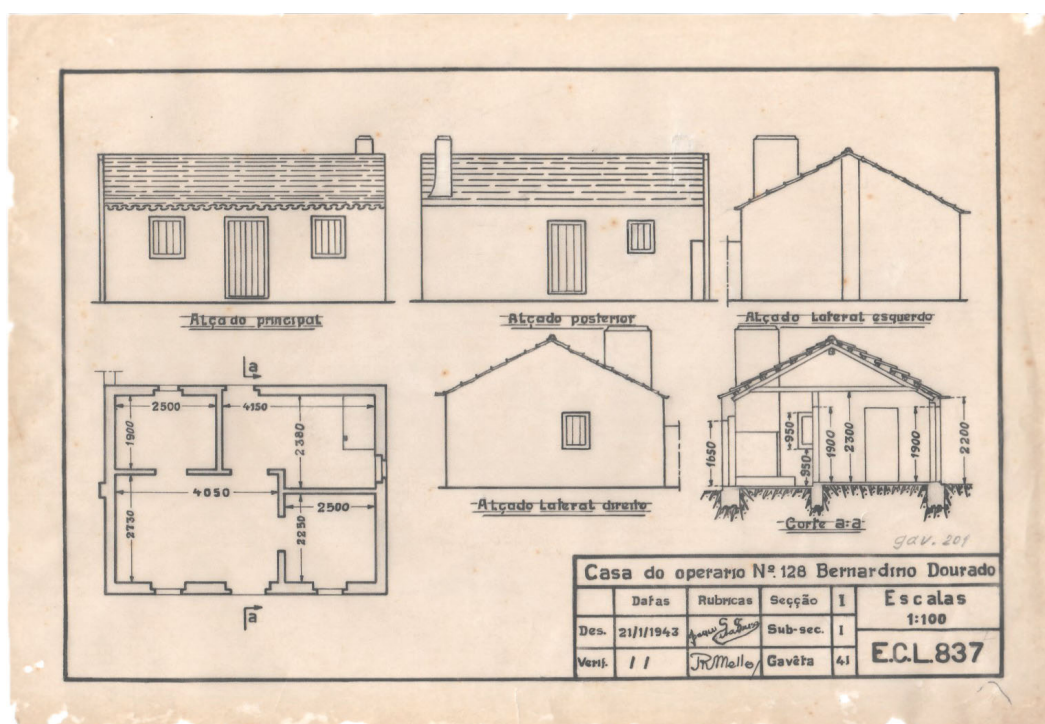 Alçado principal
Alçado posterior
Alçado Lateral esquerdo
a
2500
4150
1900
2380
4050
2730
2250
2500
a
Alçado Lateral direito
1650
950
950
1900
2300
1900
2200
Corte a:a
gav. 201
Casa do operario Nº. 128 Bernardino Dourado
Datas Rubricas Secção I Escalas
1:100
Des. 21/1/1943 Sub-sec. I
Verif. / / Gavêta 41 E.C.L.837